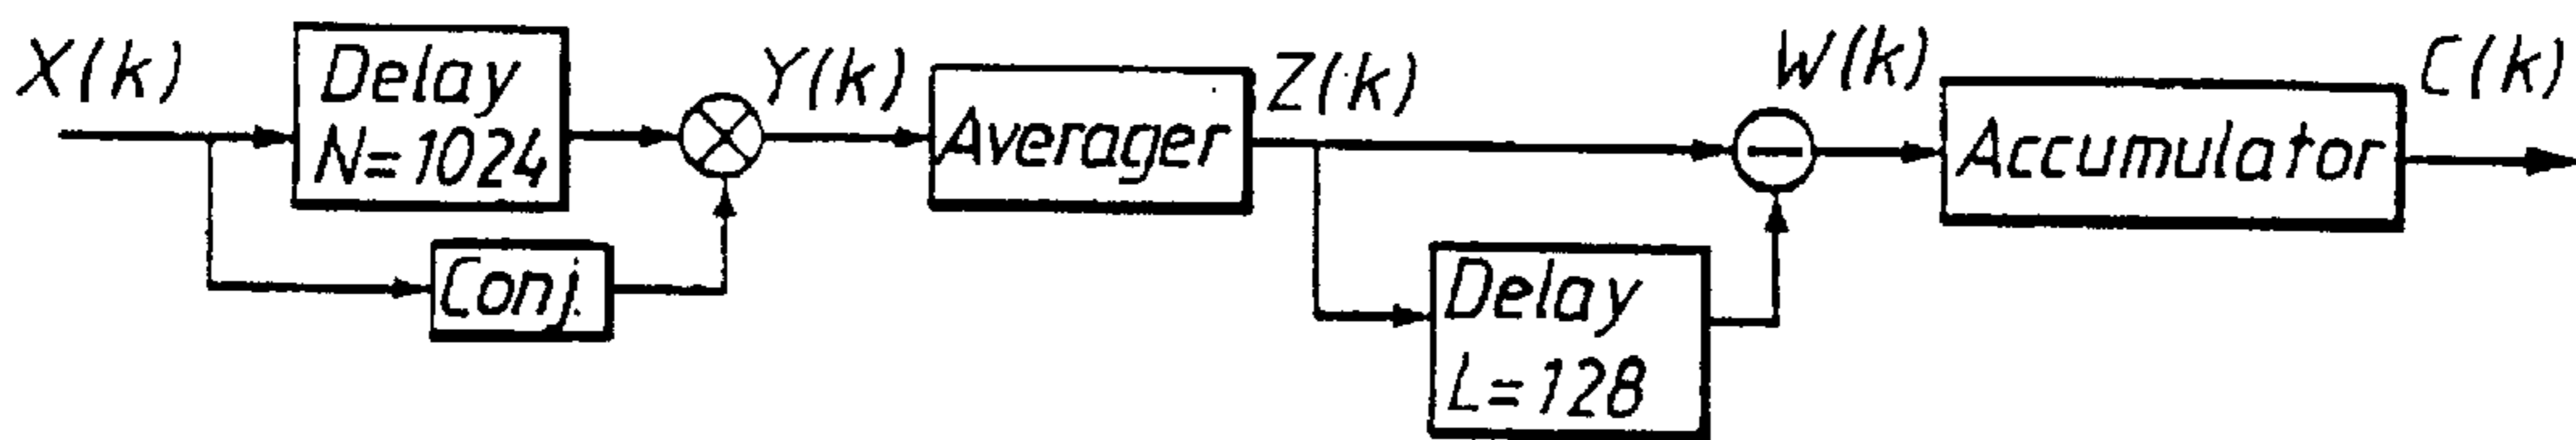 X(k)
Delay
N=1024
Conj.
Y(k)
Averager
Z(k)
Delay
L=128
W(k)
Accumulator
C(k)